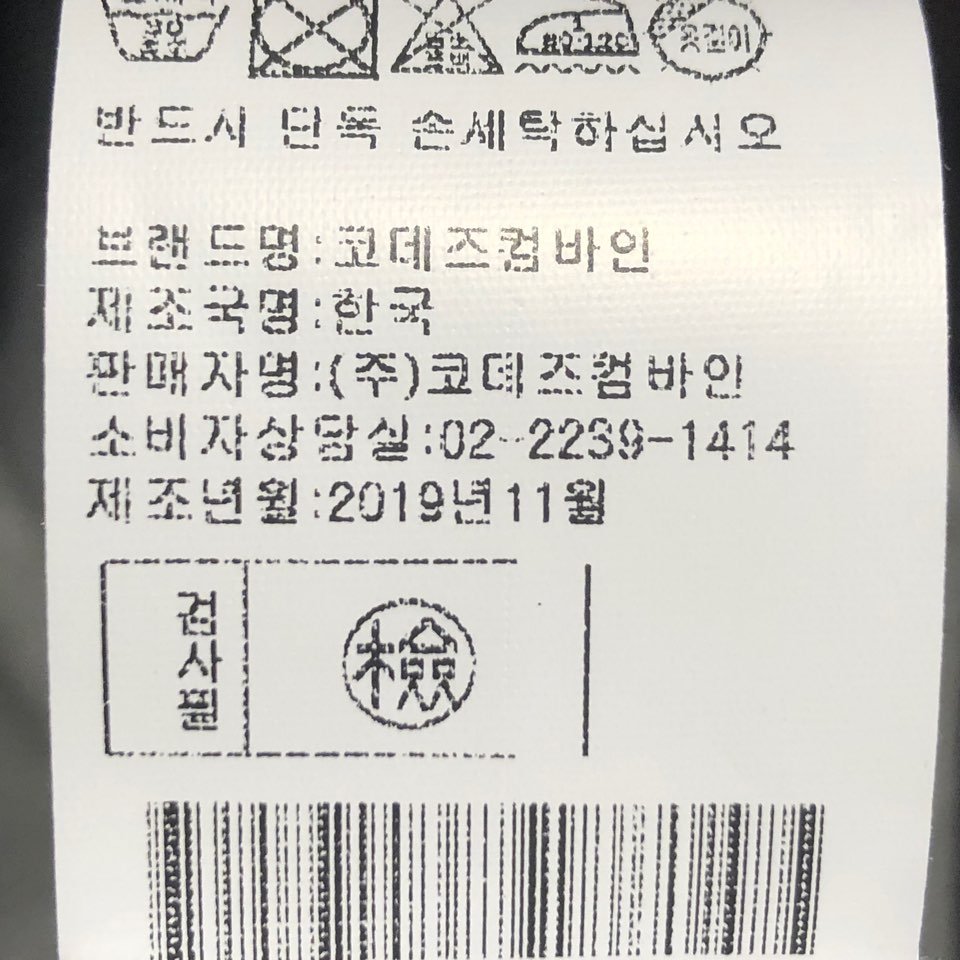 옷걸이
반드시 단독 손세탁하십시오
브랜드명:코데즈컴바인
제조국명:한국
판매자명:(주)코데즈컴바인
소비자상담실:02-2239-1414
제조년월:2019년11월
검사필
檢